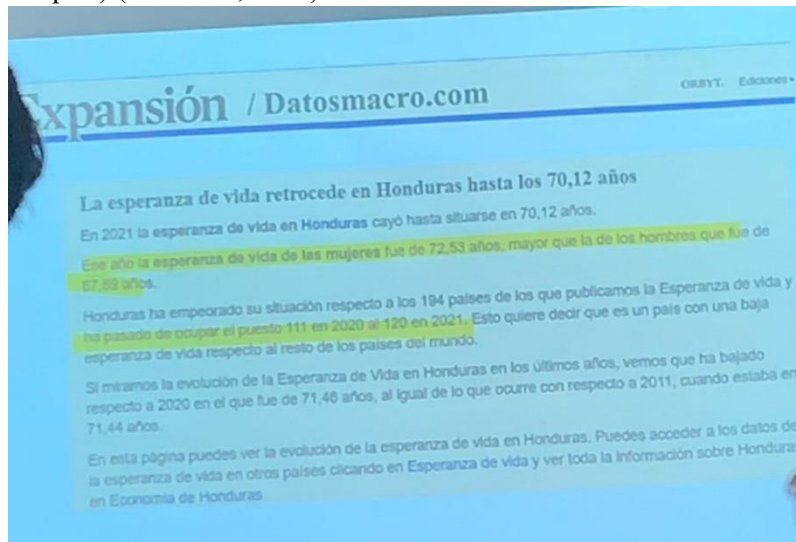 Expansión / Datosmacro.com
ORBYT. Ediciones
La esperanza de vida retrocede en Honduras hasta los 70,12 años
En 2021 la esperanza de vida en Honduras cayó hasta situarse en 70,12 años.
Ese año la esperanza de vida de las mujeres fue de 72,53 años, mayor que la de los hombres que fue de
67,89 años.
Honduras ha empeorado su situación respecto a los 194 países de los que publicamos la Esperanza de vida y
ha pasado de ocupar el puesto 111 en 2020 al 120 en 2021. Esto quiere decir que es un país con una baja
esperanza de vida respecto al resto de los países del mundo.
Si miramos la evolución de la Esperanza de Vida en Honduras en los últimos años, vemos que ha bajado
respecto a 2020 en el que fue de 71,46 años, al igual de lo que ocurre con respecto a 2011, cuando estaba en
71,44 años.
En esta página puedes ver la evolución de la esperanza de vida en Honduras. Puedes acceder a los datos de
la esperanza de vida en otros países clicando en Esperanza de vida y ver toda la información sobre Honduras
en Economía de Honduras